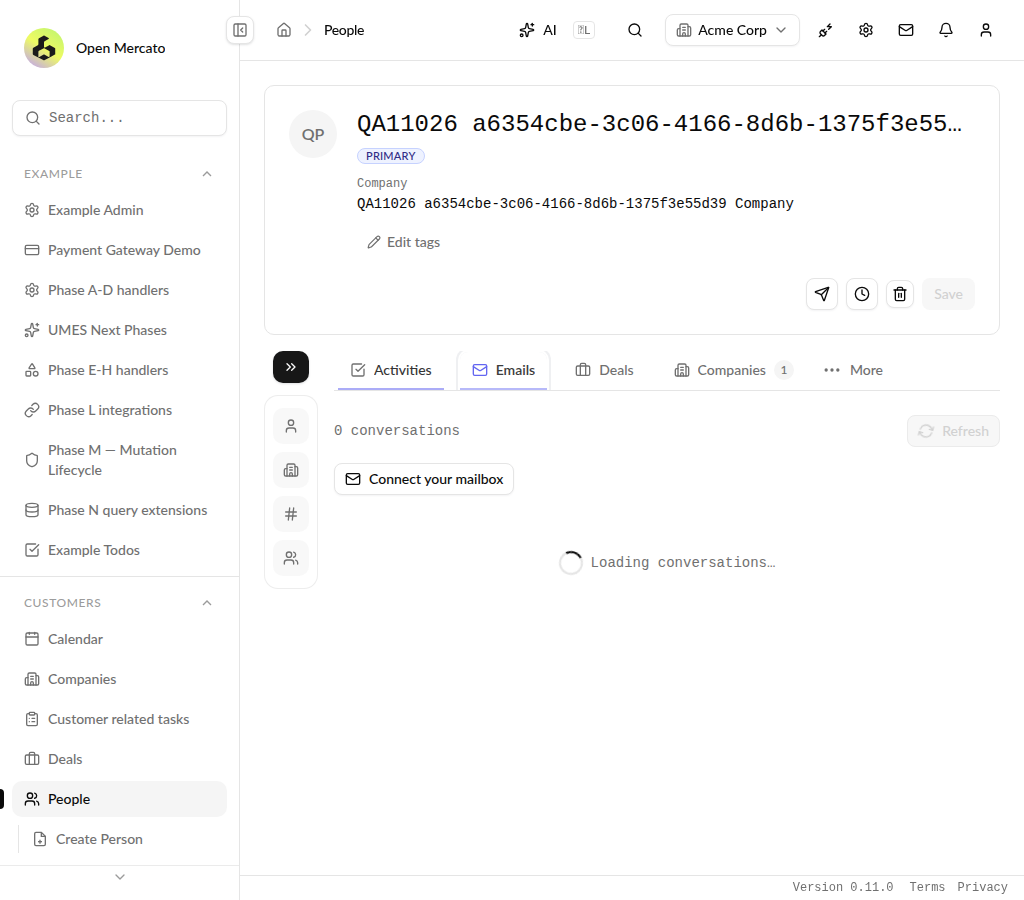 Open Mercato
People
AI
Acme Corp
Search...
EXAMPLE
Example Admin
Payment Gateway Demo
Phase A-D handlers
UMES Next Phases
Phase E-H handlers
Phase L integrations
Phase M — Mutation
Lifecycle
Phase N query extensions
Example Todos
CUSTOMERS
Calendar
Companies
Customer related tasks
Deals
People
Create Person
QP
QA11026 a6354cbe-3c06-4166-8d6b-1375f3e55…
PRIMARY
Company
QA11026 a6354cbe-3c06-4166-8d6b-1375f3e55d39 Company
Edit tags
Save
Activities
Emails
Deals
Companies 1
More
0 conversations
Refresh
Connect your mailbox
Loading conversations…
Version 0.11.0
Terms
Privacy